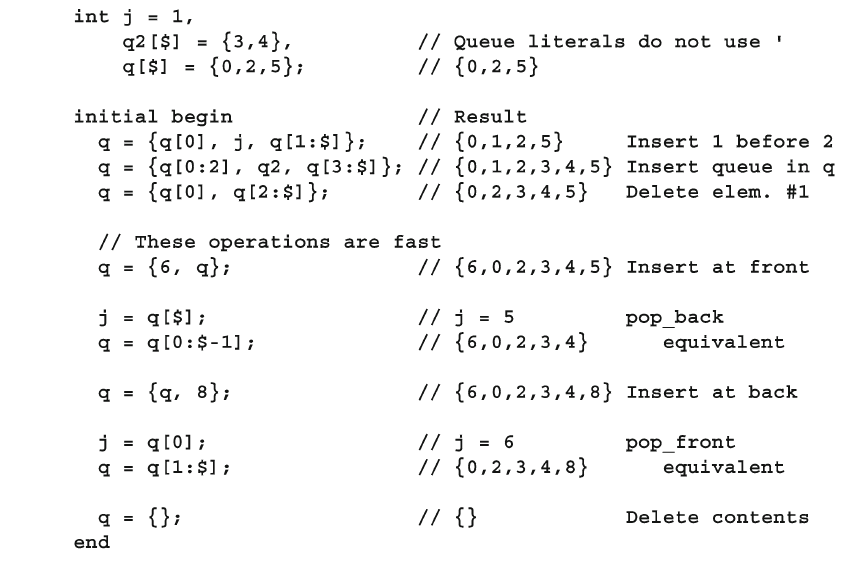 int j = 1,
    q2[$] = {3,4},          // Queue literals do not use '
    q[$] = {0,2,5};         // {0,2,5}
initial begin               // Result
  q = {q[0], j, q[1:$]};    // {0,1,2,5}     Insert 1 before 2
  q = {q[0:2], q2, q[3:$]}; // {0,1,2,3,4,5} Insert queue in q
  q = {q[0], q[2:$]};       // {0,2,3,4,5}   Delete elem. #1
  // These operations are fast
  q = {6, q};               // {6,0,2,3,4,5} Insert at front
  j = q[$];                 // j = 5         pop_back
  q = q[0:$-1];             // {6,0,2,3,4}      equivalent
  q = {q, 8};               // {6,0,2,3,4,8} Insert at back
  j = q[0];                 // j = 6         pop_front
  q = q[1:$];               // {0,2,3,4,8}      equivalent
  q = {};                   // {}            Delete contents
end